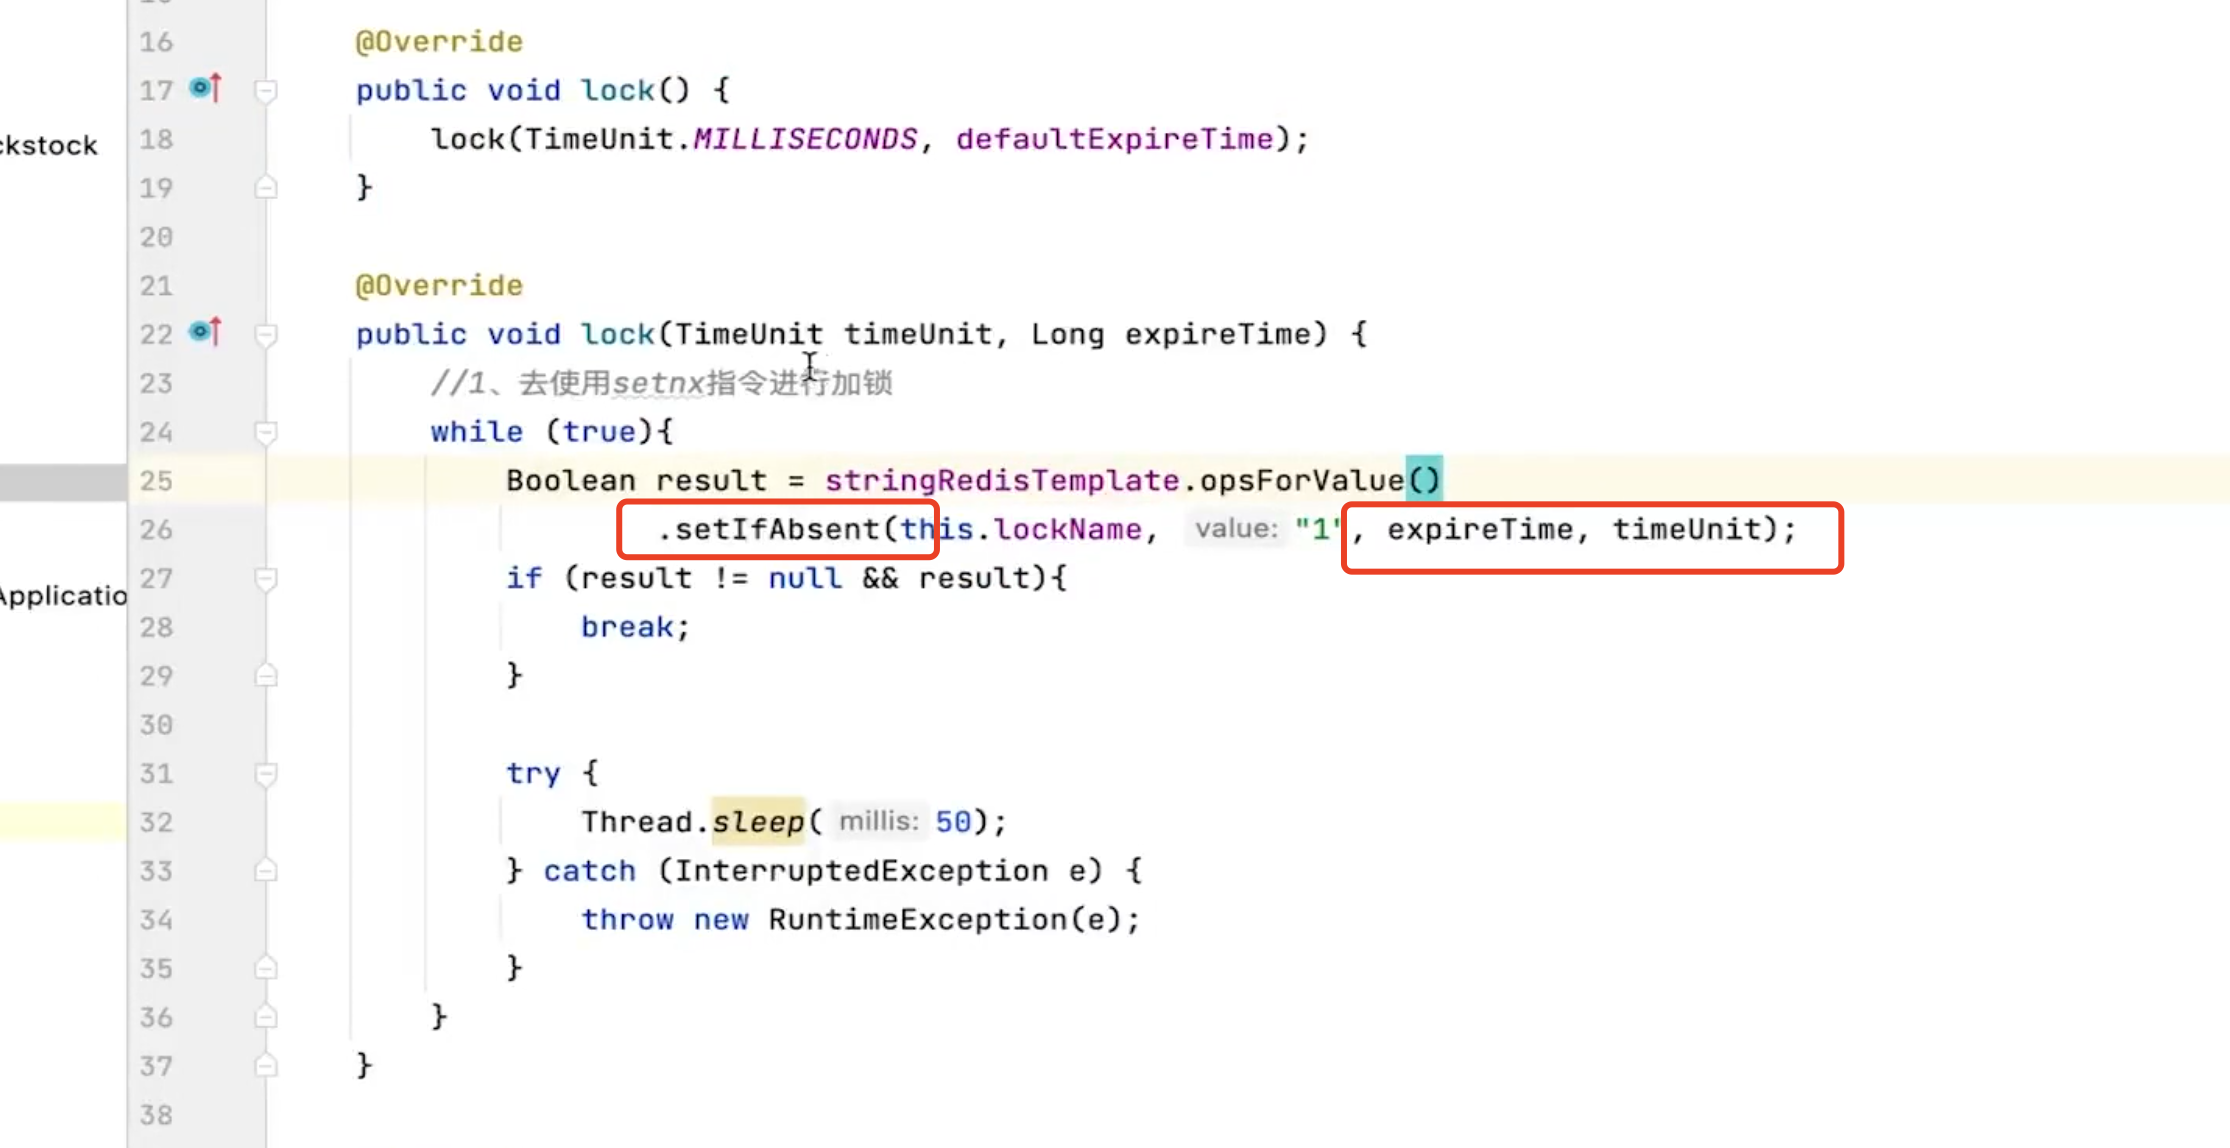 16 @Override
17 public void lock() {
ckstock
18 lock(TimeUnit.MILLISECONDS, defaultExpireTime);
19 }
20
21 @Override
22 public void lock(TimeUnit timeUnit, Long expireTime) {
23 //1、去使用setnx指令进行加锁
24 while (true){
25 Boolean result = stringRedisTemplate.opsForValue()
26 .setIfAbsent(this.lockName, value: "1", expireTime, timeUnit);
27 if (result != null && result){
Applicatio
28 break;
29 }
30
31 try {
32 Thread.sleep( millis: 50);
33 } catch (InterruptedException e) {
34 throw new RuntimeException(e);
35 }
36 }
37 }
38